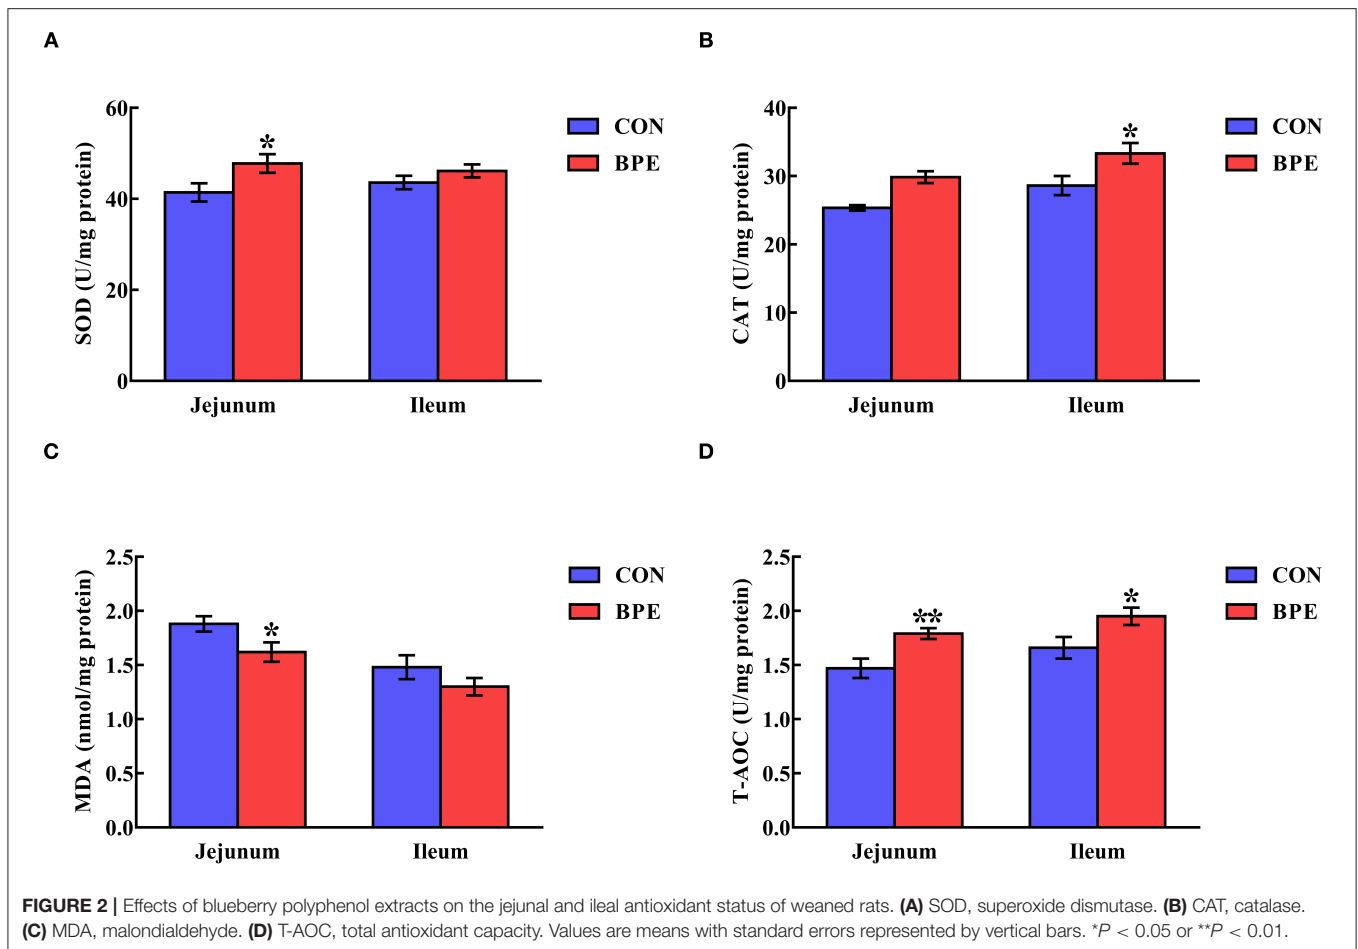 A
60
40
20
0
SOD (U/mg protein)
*
CON
BPE
Jejunum Ileum
B
40
30
20
10
0
CAT (U/mg protein)
*
CON
BPE
Jejunum Ileum
C
2.5
2.0
1.5
1.0
0.5
0.0
MDA (nmol/mg protein)
*
CON
BPE
Jejunum Ileum
D
2.5
2.0
1.5
1.0
0.5
0.0
T-AOC (U/mg protein)
**
*
CON
BPE
Jejunum Ileum
FIGURE 2 | Effects of blueberry polyphenol extracts on the jejunal and ileal antioxidant status of weaned rats. (A) SOD, superoxide dismutase. (B) CAT, catalase.
(C) MDA, malondialdehyde. (D) T-AOC, total antioxidant capacity. Values are means with standard errors represented by vertical bars. *P < 0.05 or **P < 0.01.